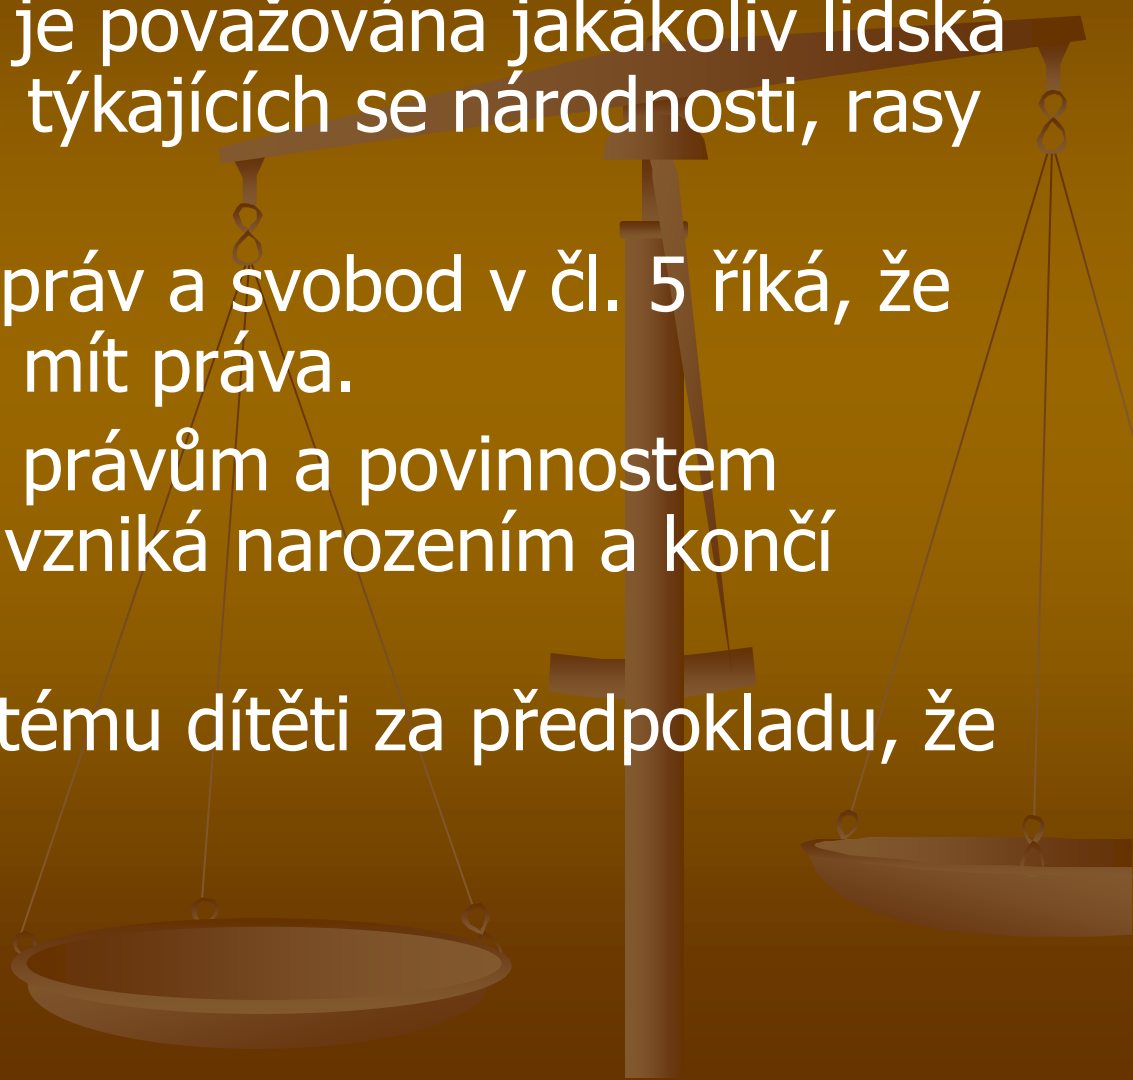 je považována jakákoliv lidská
týkajících se národnosti, rasy
práv a svobod v čl. 5 říká, že
mít práva.
právům a povinnostem
vzniká narozením a končí
tému dítěti za předpokladu, že